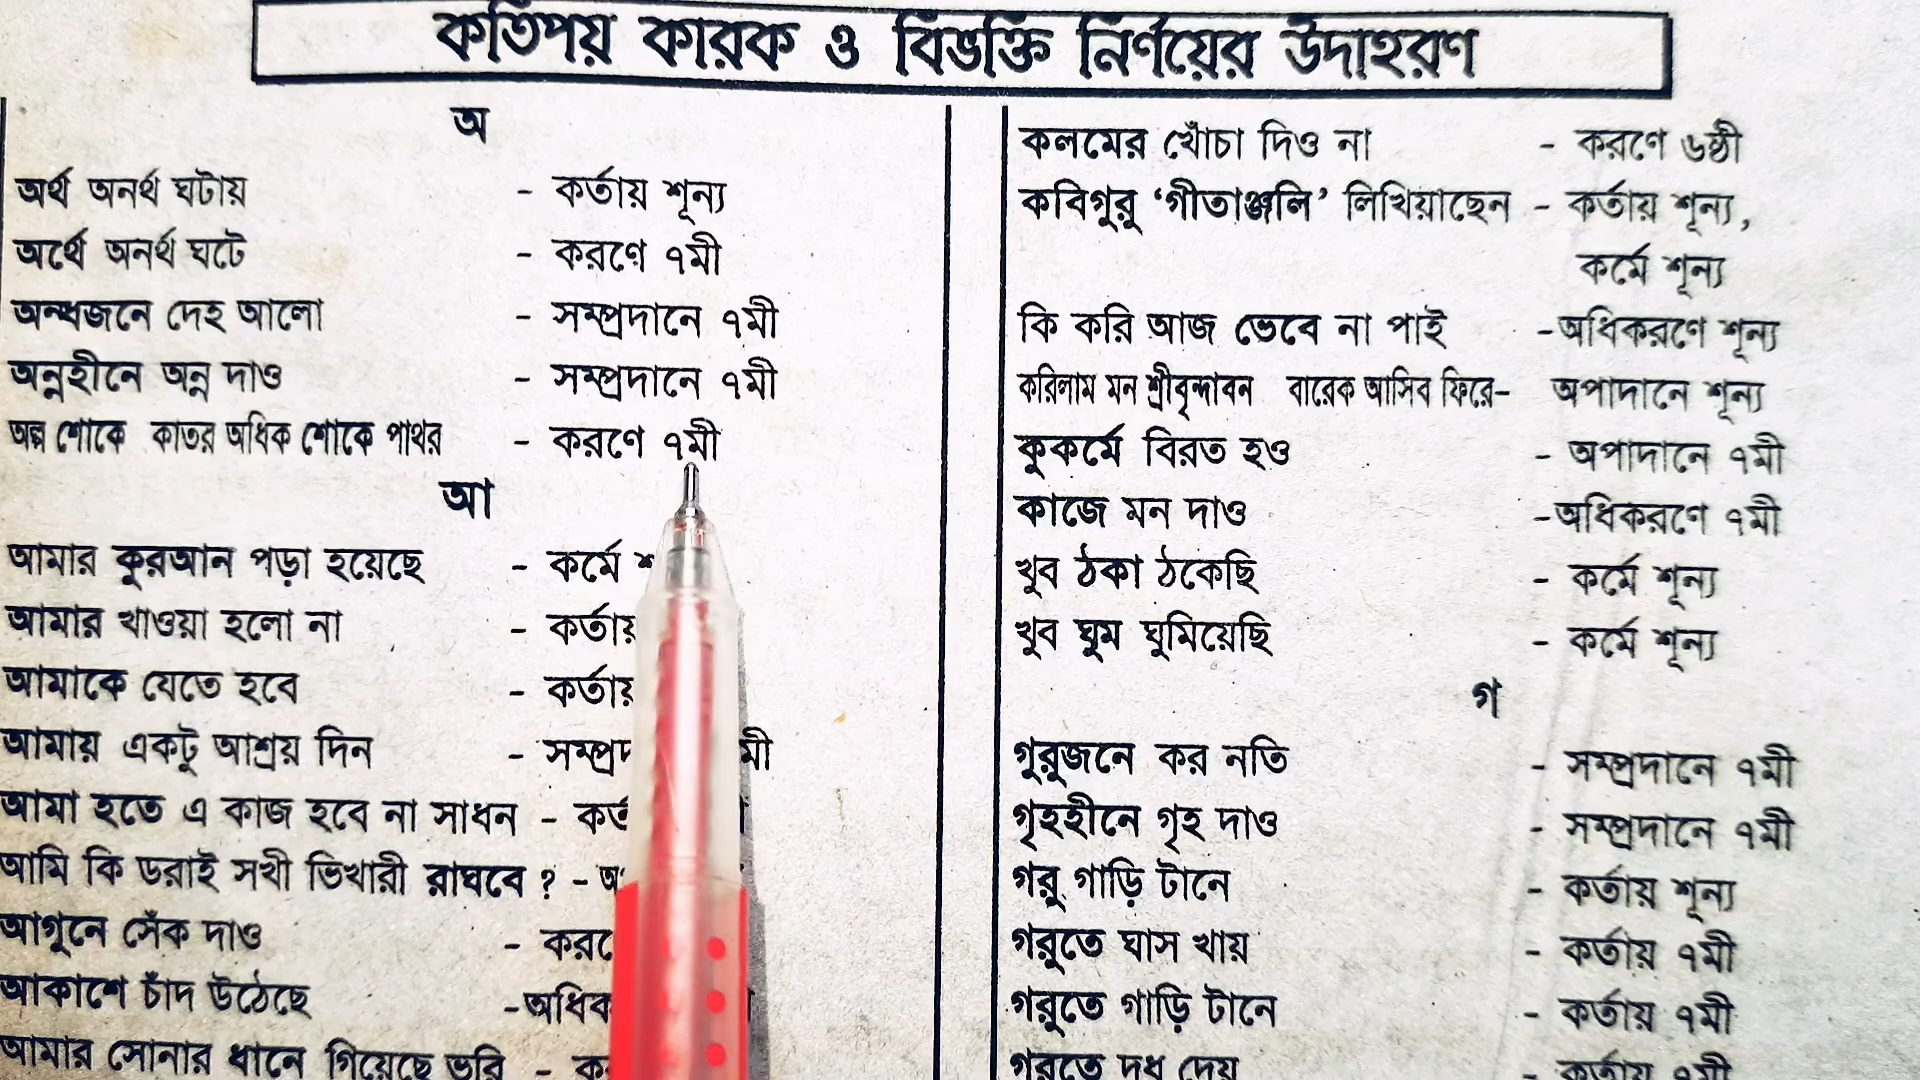 কতিপয় কারক ও বিভক্তি নির্ণয়ের উদাহরণ
অ
অর্থ অনর্থ ঘটায় - কর্তায় শূন্য
অর্থে অনর্থ ঘটে - করণে ৭মী
অন্ধজনে দেহ আলো - সম্প্রদানে ৭মী
অন্নহীনে অন্ন দাও - সম্প্রদানে ৭মী
অল্প শোকে কাতর অধিক শোকে পাথর - করণে ৭মী
আ
আমার কুরআন পড়া হয়েছে - কর্মে
আমার খাওয়া হলো না - কর্তায়
আমাকে যেতে হবে - কর্তায়
আমায় একটু আশ্রয় দিন -
আমা হতে এ কাজ হবে না সাধন -
আমি কি ডরাই সখী ভিখারী রাঘবে ? -
আগুনে সেঁক দাও -
আকাশে চাঁদ উঠেছে -
আমার সোনার ধানে গিয়েছে ভরি -
কলমের খোঁচা দিও না - করণে ৬ষ্ঠী
কবিগুরু ‘গীতাঞ্জলি’ লিখিয়াছেন - কর্তায় শূন্য,
কর্মে শূন্য
কি করি আজ ভেবে না পাই -অধিকরণে শূন্য
করিলাম মন শ্রীবৃন্দাবন বারেক আসিব ফিরে- অপাদানে শূন্য
কুকর্মে বিরত হও - অপাদানে ৭মী
কাজে মন দাও -অধিকরণে ৭মী
খুব ঠকা ঠকেছি - কর্মে শূন্য
খুব ঘুম ঘুমিয়েছি - কর্মে শূন্য
গ
গুরুজনে কর নতি - সম্প্রদানে ৭মী
গৃহহীনে গৃহ দাও - সম্প্রদানে ৭মী
গরু গাড়ি টানে - কর্তায় শূন্য
গরুতে ঘাস খায় - কর্তায় ৭মী
গরুতে গাড়ি টানে - কর্তায় ৭মী
গরুতে দুধ দেয় - কর্তায় ৭মী